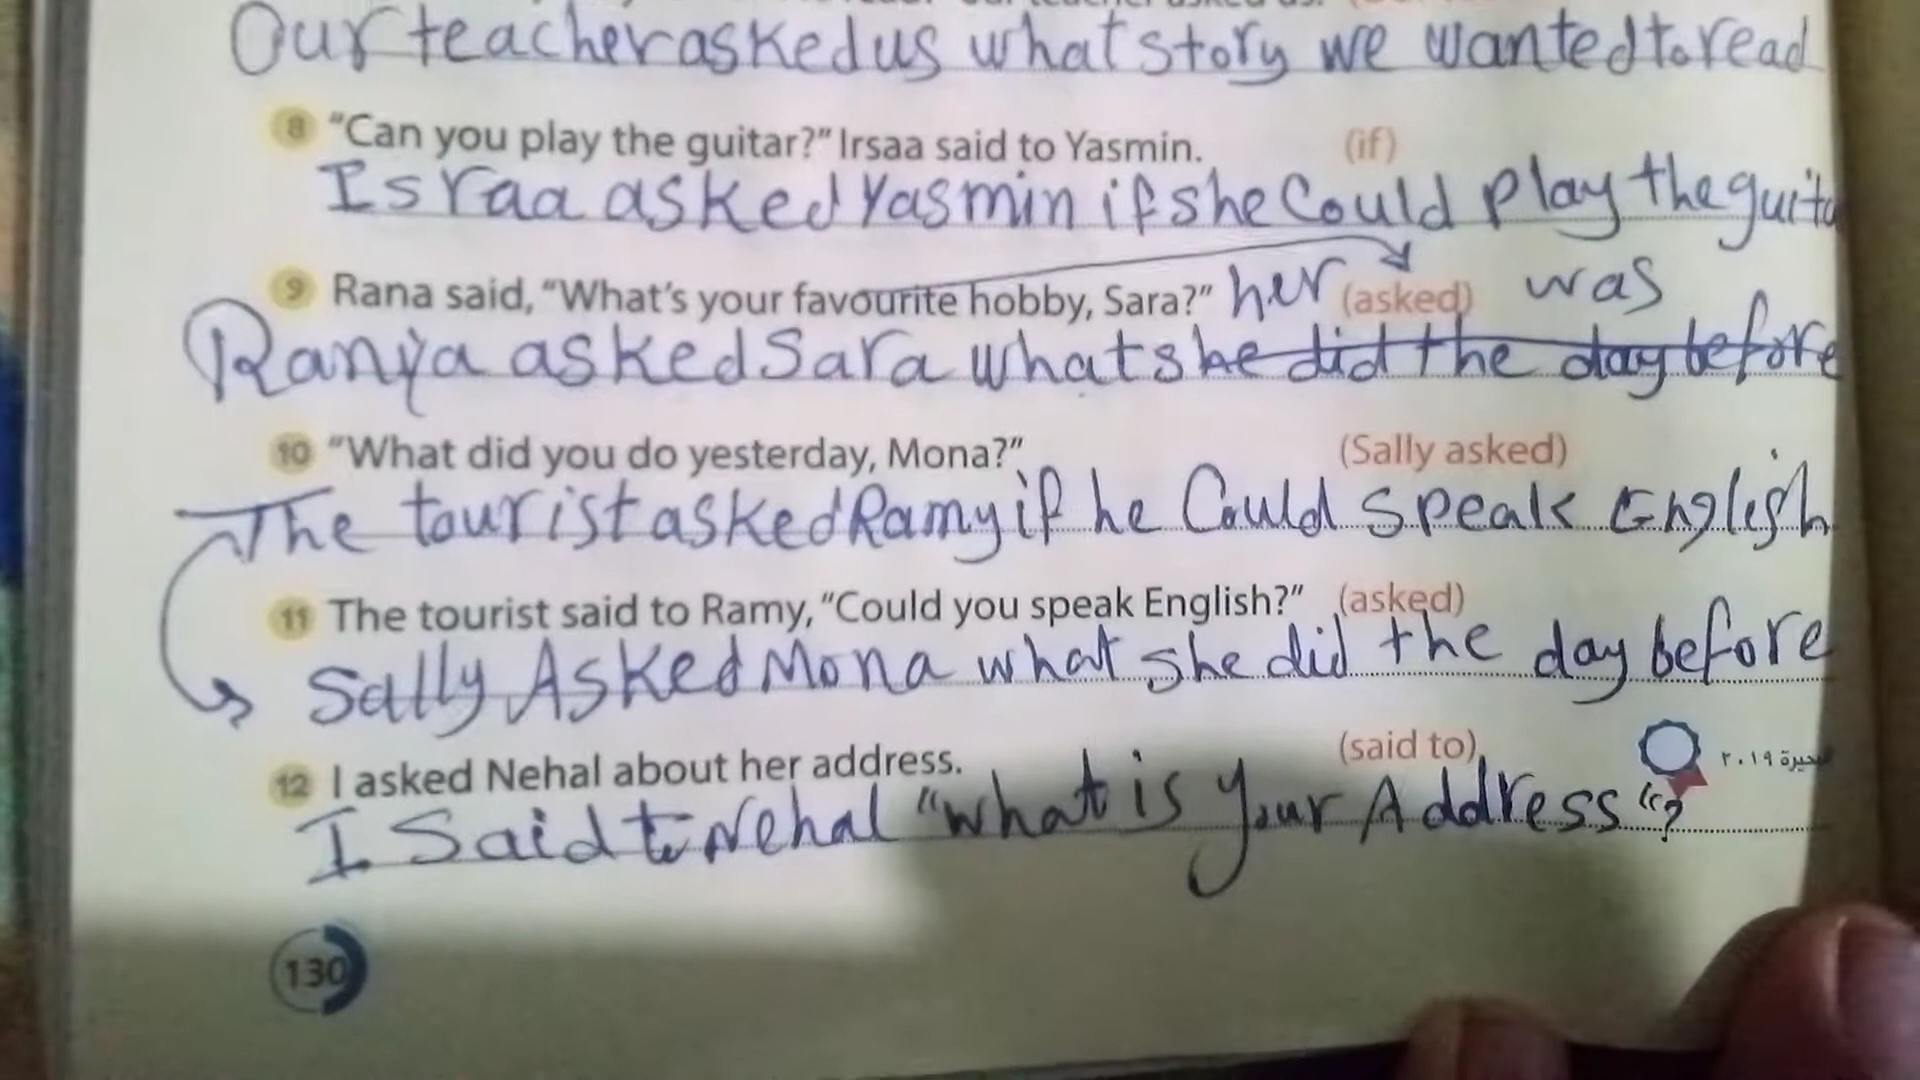 Our teacher asked us what story we wanted to read
8 "Can you play the guitar?" Irsaa said to Yasmin. (if)
Israa asked Yasmin if she Could play the
9 Rana said, "What's your favourite hobby, Sara?" her (asked) was
Ranya asked Sara what she did the day before
10 "What did you do yesterday, Mona?" (Sally asked)
The tourist asked Ramy if he Could speak English
11 The tourist said to Ramy, "Could you speak English?" (asked)
Sally Asked Mona what she did the day before
12 I asked Nehal about her address. (said to) ٢٠١٩
I Said to Nehal "what is your Address"?
130